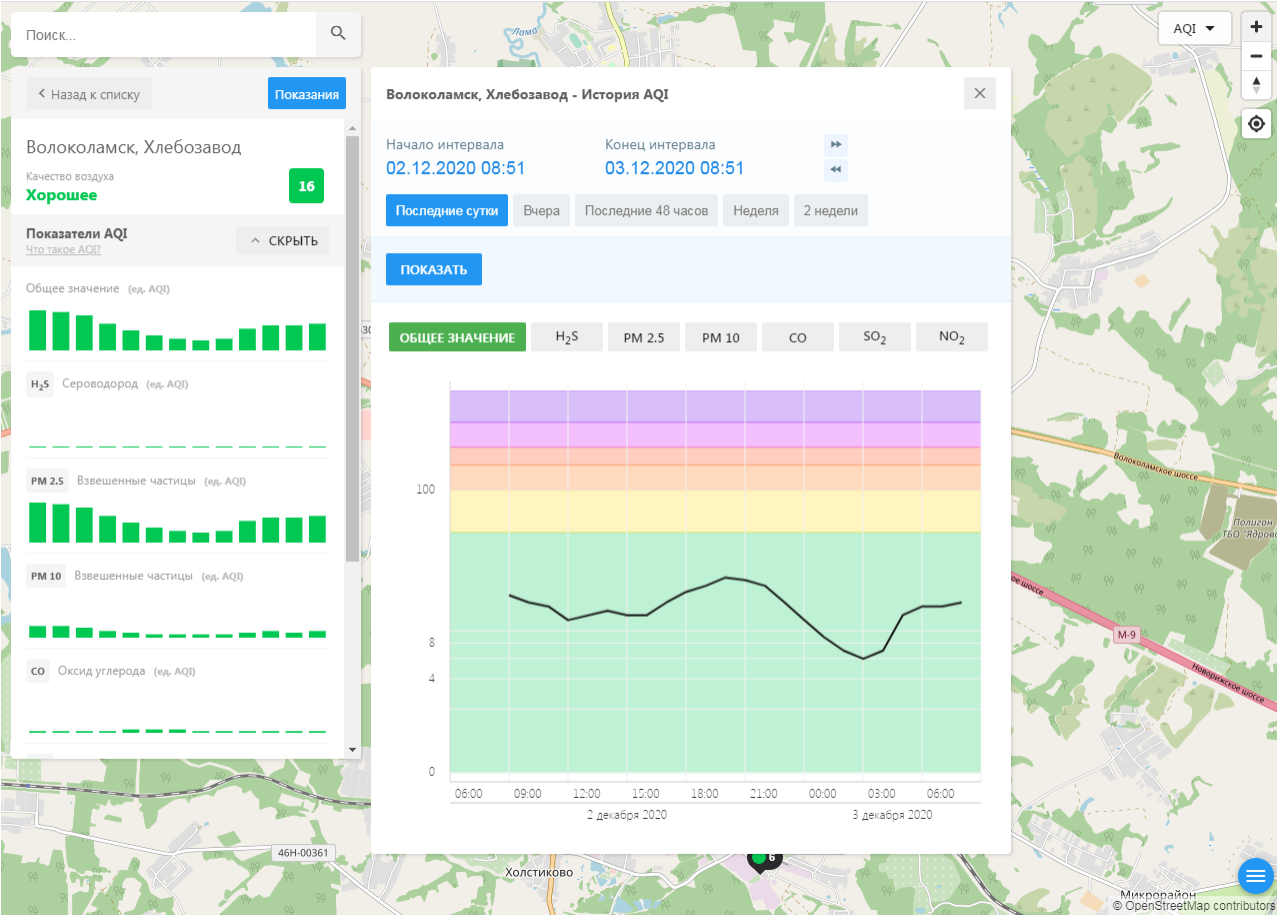 Поиск...
AQI
Назад к списку
Показания
Волоколамск, Хлебозавод
Качество воздуха
Хорошее
16
Показатели AQI
Что такое AQI?
СКРЫТЬ
Общее значение (ед. AQI)
H2S Сероводород (ед. AQI)
PM 2.5 Взвешенные частицы (ед. AQI)
PM 10 Взвешенные частицы (ед. AQI)
CO Оксид углерода (ед. AQI)
Волоколамск, Хлебозавод - История AQI
Начало интервала
Конец интервала
02.12.2020 08:51
03.12.2020 08:51
Последние сутки
Вчера
Последние 48 часов
Неделя
2 недели
ПОКАЗАТЬ
ОБЩЕЕ ЗНАЧЕНИЕ
H2S
PM 2.5
PM 10
CO
SO2
NO2
100
8
4
0
06:00 09:00 12:00 15:00 18:00 21:00 00:00 03:00 06:00
2 декабря 2020
3 декабря 2020
Ломо
Волоколамское шоссе
Полигон
ТБО "Ядрово
ое шоссе
M-9
Новорижское шоссе
46Н-00361
6
Холстиково
Микрорайон
© OpenStreetMap contributors